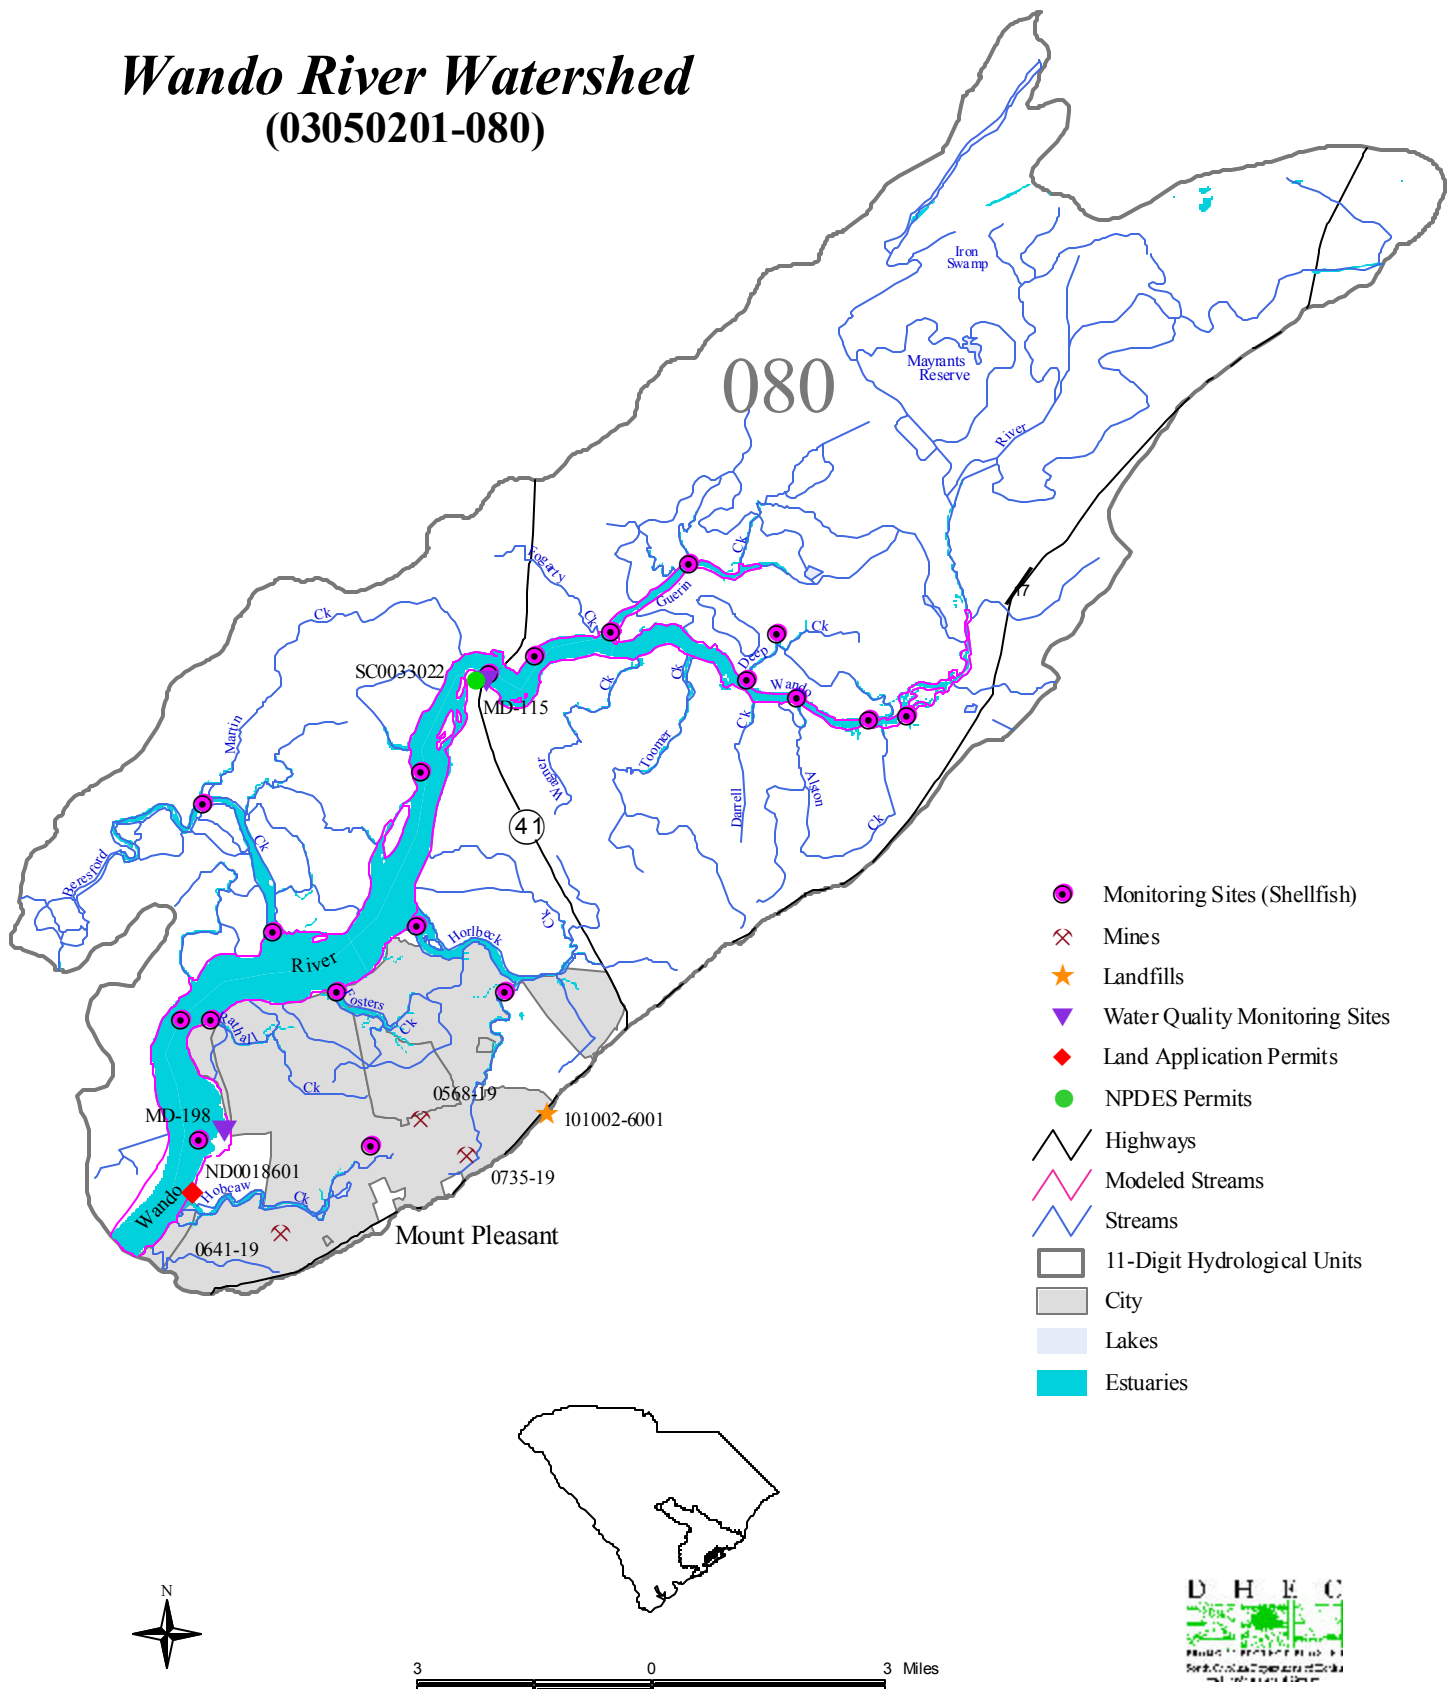 Wando River Watershed
(03050201-080)
Iron
Swamp
Mayrants
Reserve
080
River
17
Fogarty
Ck
Ck
Guerin
Ck
Ck
Deep
Ck
Wando
SC0033022
MD-115
Ck
Ck
Ck
Martin
Wagner
Toomer
Darrell
Alston
Ck
41
Ck
Beresford
Ck
Horlbeck
River
Fosters
Ck
Rathall
Ck
0568-19
MD-198
101002-6001
ND0018601
0735-19
Hobcaw
Ck
Wando
0641-19
Mount Pleasant
Monitoring Sites (Shellfish)
Mines
Landfills
Water Quality Monitoring Sites
Land Application Permits
NPDES Permits
Highways
Modeled Streams
Streams
11-Digit Hydrological Units
City
Lakes
Estuaries
N
3 0 3 Miles
D H E C